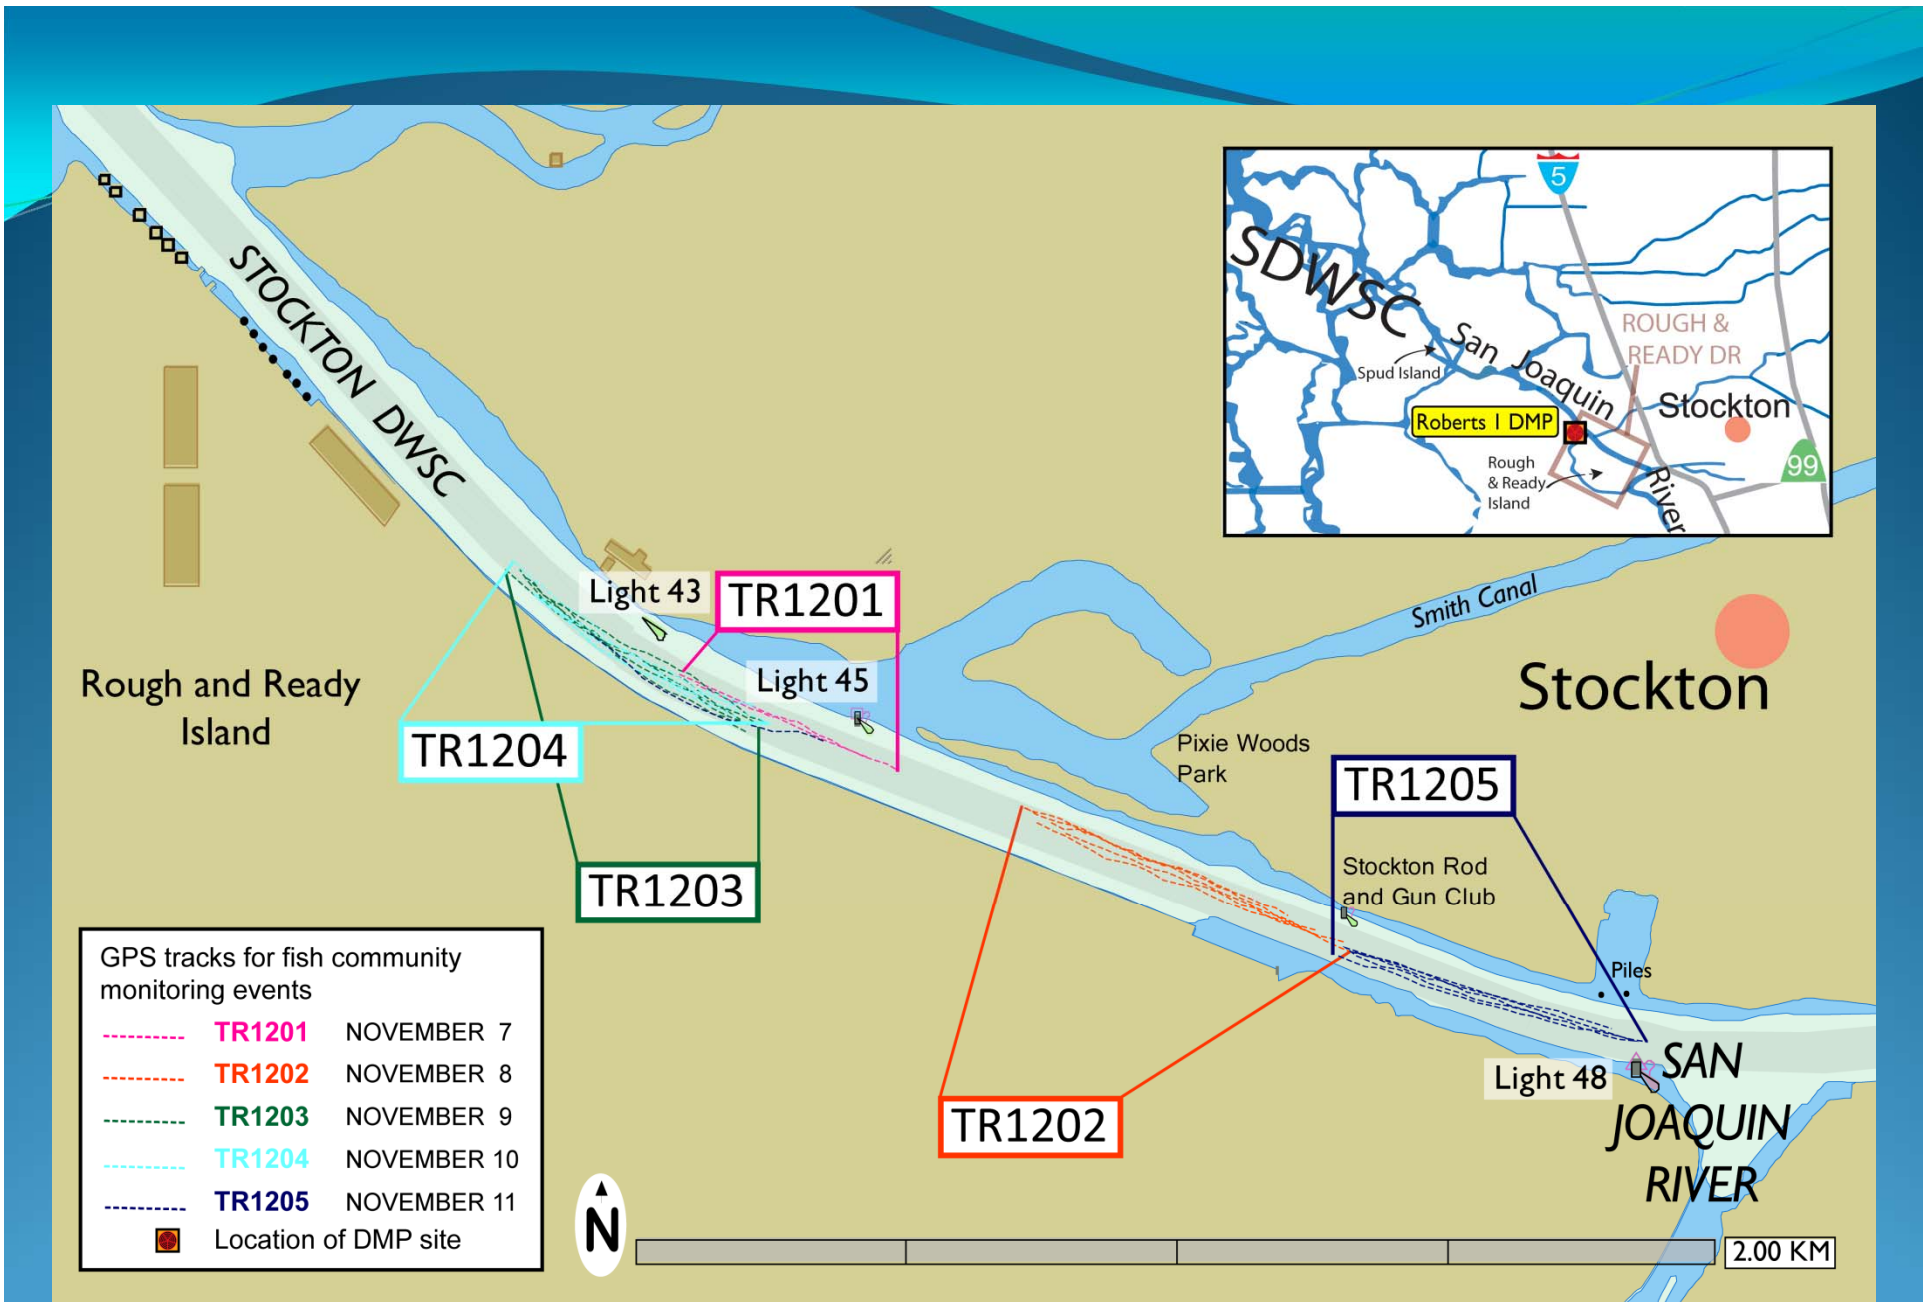 STOCKTON DWSC
5
SDWSC
San Joaquin River
ROUGH &
READY DR
Spud Island
Stockton
Roberts 1 DMP
99
Rough
& Ready
Island
Smith Canal
Light 43
TR1201
Light 45
Stockton
Rough and Ready
Island
TR1204
Pixie Woods
Park
TR1205
TR1203
Stockton Rod
and Gun Club
Piles
Light 48
SAN
JOAQUIN
RIVER
TR1202
GPS tracks for fish community
monitoring events
TR1201 NOVEMBER 7
TR1202 NOVEMBER 8
TR1203 NOVEMBER 9
TR1204 NOVEMBER 10
TR1205 NOVEMBER 11
Location of DMP site
N
2.00 KM